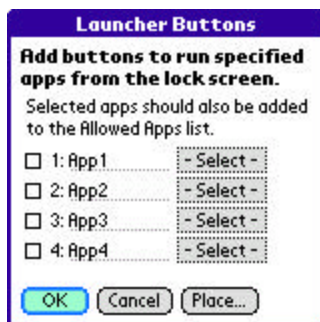 Launcher Buttons
Add buttons to run specified
apps from the lock screen.
Selected apps should also be added
to the Allowed Apps list.
1: App1 - Select -
2: App2 - Select -
3: App3 - Select -
4: App4 - Select -
OK Cancel Place...